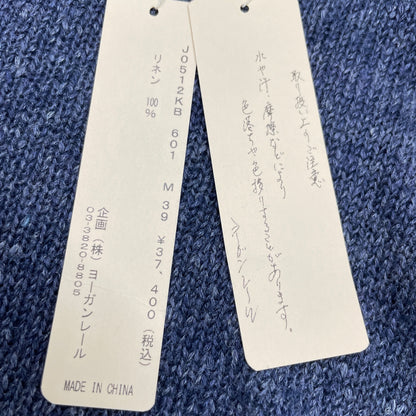 J0512KB 601 M 39 ¥37,400(税込)
リネン 100%
企画(株)ヨーガンレール
03-3820-8805
MADE IN CHINA
取り扱い上のご注意
水や汗、摩擦などにより
色落ちや色移りすることがあります。
ヨーガンレール